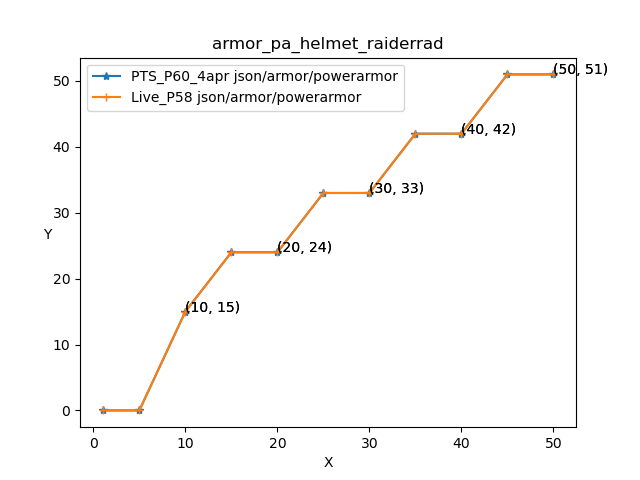 armor_pa_helmet_raiderrad
PTS_P60_4apr json/armor/powerarmor
Live_P58 json/armor/powerarmor
(50, 51)
(40, 42)
(30, 33)
(20, 24)
(10, 15)
50
40
30
20
10
0
Y
0 10 20 30 40 50
X